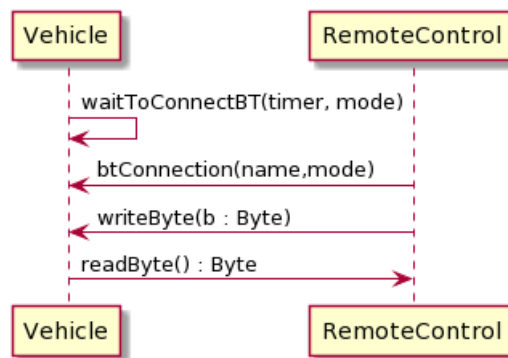 Vehicle
RemoteControl
waitToConnectBT(timer, mode)
btConnection(name,mode)
writeByte(b : Byte)
readByte() : Byte
Vehicle
RemoteControl